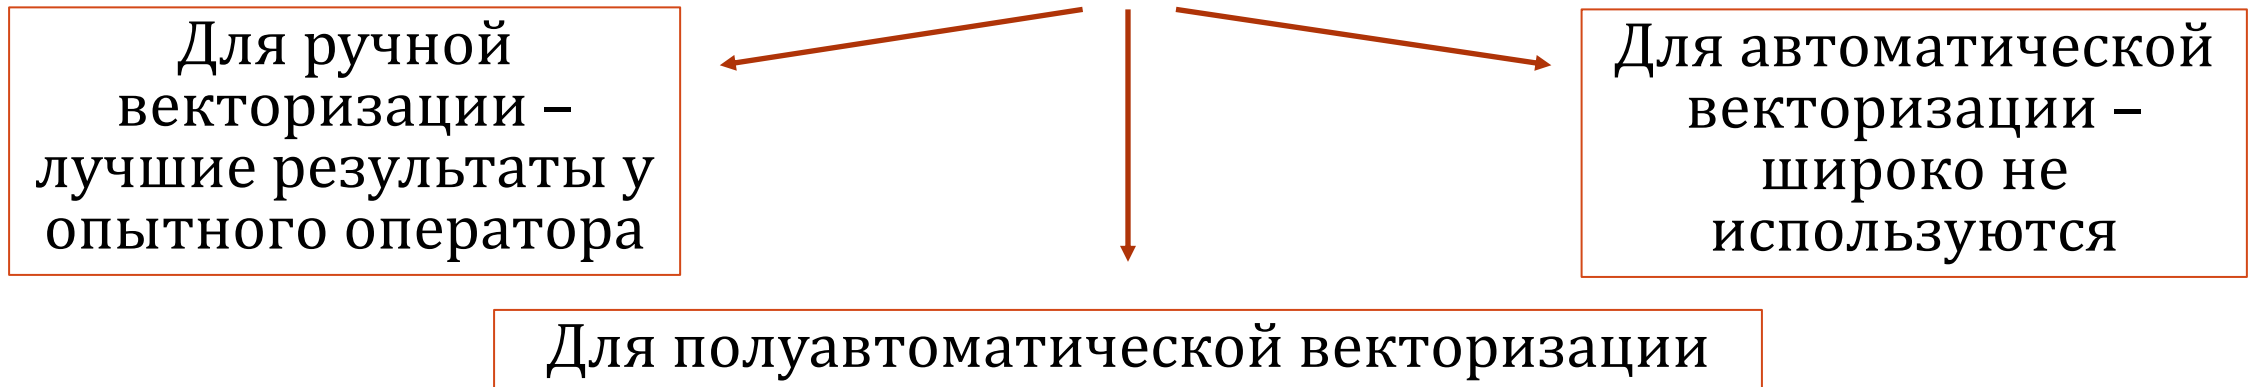 Для ручной
векторизации –
лучшие результаты у
опытного оператора
Для автоматической
векторизации –
широко не
используются
Для полуавтоматической векторизации